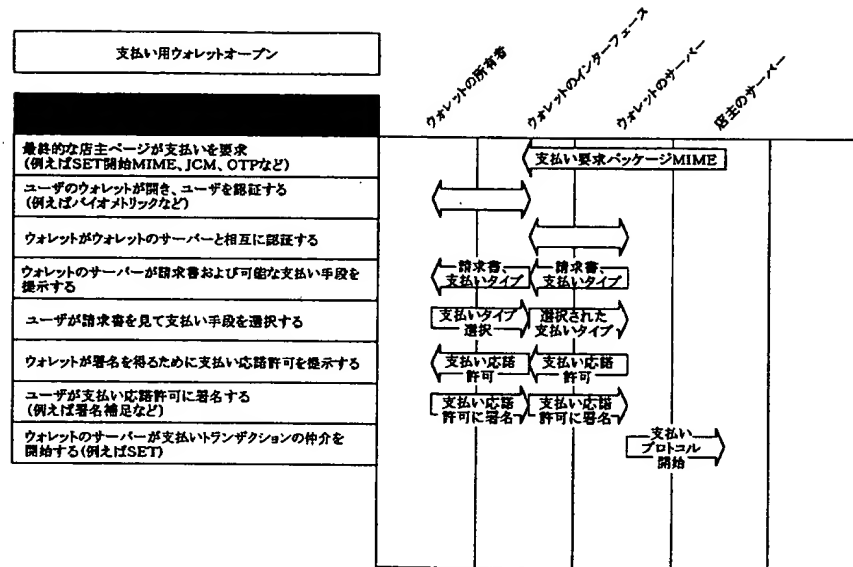 支払い用ウォレットオープン
ウォレットの所有者
ウォレットのインターフェース
ウォレットのサーバー
店主のサーバー
最終的な店主ページが支払いを要求
(例えばSET開始MIME、JCM、OTPなど)
支払い要求パッケージMIME
ユーザのウォレットが開き、ユーザを認証する
(例えばバイオメトリックなど)
ウォレットがウォレットのサーバーと相互に認証する
ウォレットのサーバーが請求書および可能な支払い手段を
提示する
請求書、
支払いタイプ
請求書、
支払いタイプ
ユーザが請求書を見て支払い手段を選択する
支払いタイプ
選択
選択された
支払いタイプ
ウォレットが署名を得るために支払い応諾許可を提示する
支払い応諾
許可
支払い応諾
許可
ユーザが支払い応諾許可に署名する
(例えば署名補足など)
支払い応諾
許可に署名
支払い応諾
許可に署名
ウォレットのサーバーが支払いトランザクションの仲介を
開始する(例えばSET)
支払い
プロトコル
開始